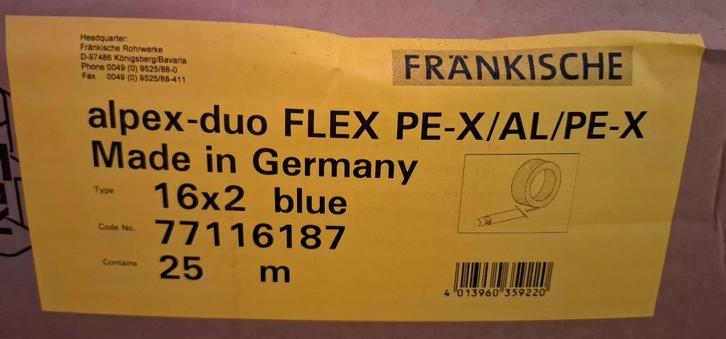 Headquarter:
Fränkische Rohrwerke
D-97486 Königsberg/Bavaria
Phone 0049 (0) 9525/88-0
Fax 0049 (0) 9525/88-411
FRÄNKISCHE
alpex-duo FLEX PE-X/AL/PE-X
Made in Germany
Type 16x2 blue
Code No. 77116187
Contains 25 m
4 013960 359220